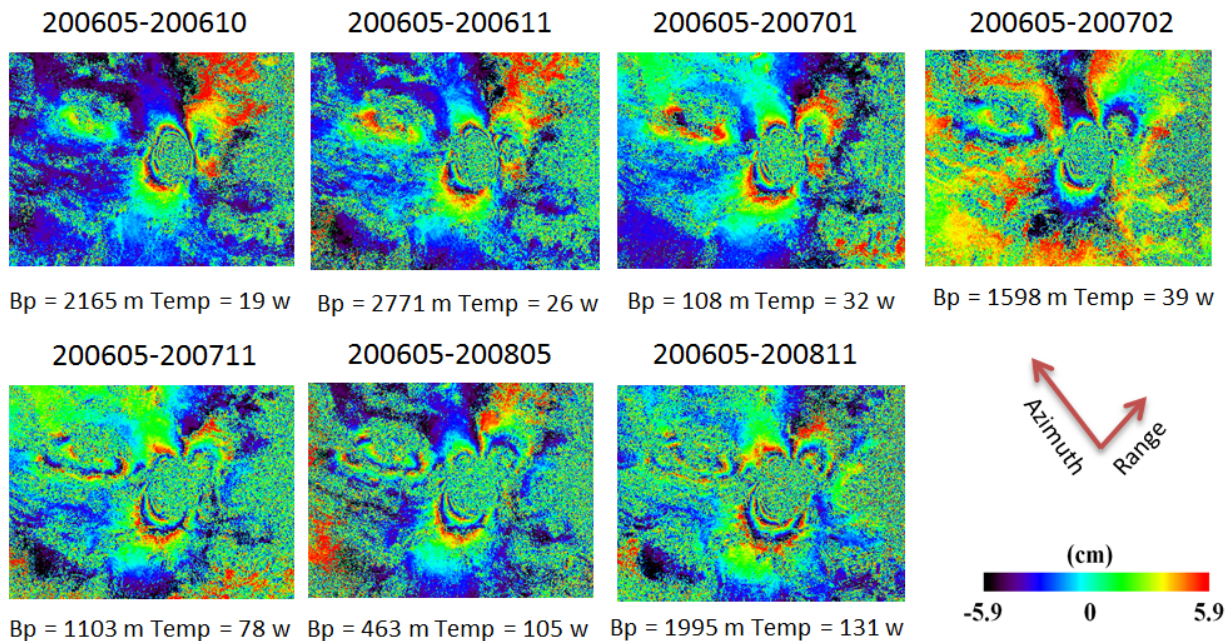 200605-200610 200605-200611 200605-200701 200605-200702
Bp = 2165 m Temp = 19 w Bp = 2771 m Temp = 26 w Bp = 108 m Temp = 32 w Bp = 1598 m Temp = 39 w
200605-200711 200605-200805 200605-200811
Azimuth Range
(cm)
-5.9 0 5.9
Bp = 1103 m Temp = 78 w Bp = 463 m Temp = 105 w Bp = 1995 m Temp = 131 w